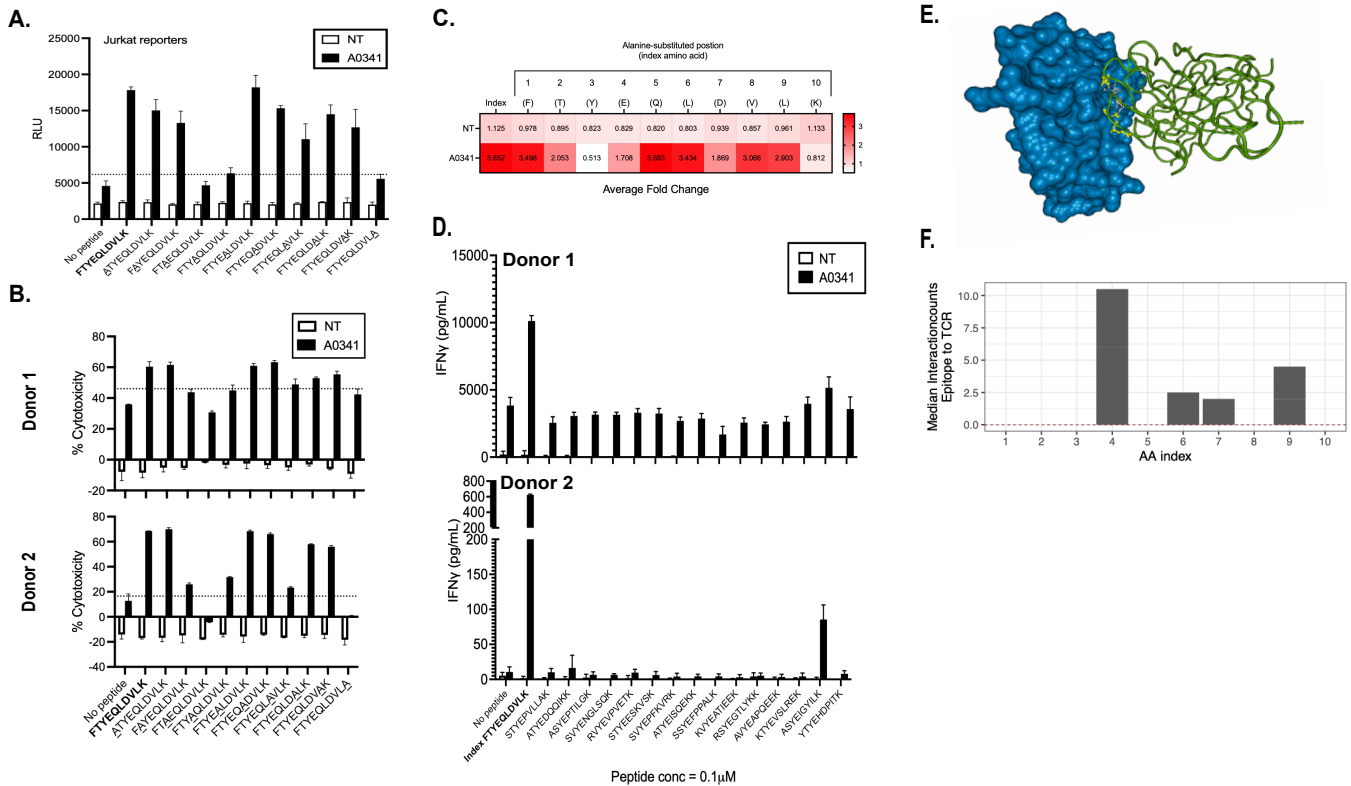 A.
Jurkat reporters
NT
A0341
RLU
25000
20000
15000
10000
5000
0
No peptide
FTYEQLDVLK
ATYEQLDVLK
FAYEQLDVLK
FTAEQLDVLK
FTYAQLDVLK
FTYEALDVLK
FTYEQADVLK
FTYEQLAVLK
FTYEQLDALK
FTYEQLDVAK
FTYEQLDVLA
B.
NT
A0341
Donor 1
% Cytotoxicity
80
60
40
20
0
-20
Donor 2
% Cytotoxicity
80
60
40
20
0
-20
-40
No peptide
FTYEQLDVLK
ATYEQLDVLK
FAYEQLDVLK
FTAEQLDVLK
FTYAQLDVLK
FTYEALDVLK
FTYEQADVLK
FTYEQLAVLK
FTYEQLDALK
FTYEQLDVAK
FTYEQLDVLA
C.
Alanine-substituted postion
(index amino acid)
1 2 3 4 5 6 7 8 9 10
Index (F) (T) (Y) (E) (Q) (L) (D) (V) (L) (K)
NT 1.125 0.978 0.895 0.823 0.829 0.820 0.803 0.939 0.857 0.961 1.133
A0341 3.652 3.498 2.053 0.513 1.708 3.683 3.434 1.869 3.066 2.903 0.812
3
2
1
Average Fold Change
D.
Donor 1
NT
A0341
IFNγ (pg/mL)
15000
10000
5000
0
Donor 2
IFNγ (pg/mL)
800
600
400
200
200
150
100
50
0
No peptide
Index FTYEQLDVLK
STYEPVLLAK
ATYEDQQIKK
ASYEPTILGK
SVYENGLSQK
RVYEVPVETK
STYEESKVSK
SVYEPFKVRK
ATYEISQEKK
SSYEFPPALK
KVYEATIEEK
RSYEGTLYKK
AVYEAPQEEK
KTYEVSLREK
ASYEIGYILK
YTYEHDPITK
Peptide conc = 0.1μM
E.
F.
Median Interactioncounts
Epitope to TCR
10.0
7.5
5.0
2.5
0.0
1 2 3 4 5 6 7 8 9 10
AA index